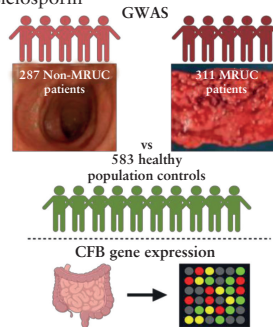 GWAS
287 Non-MRUC
patients
311 MRUC
patients
vs
583 healthy
population controls
CFB gene expression